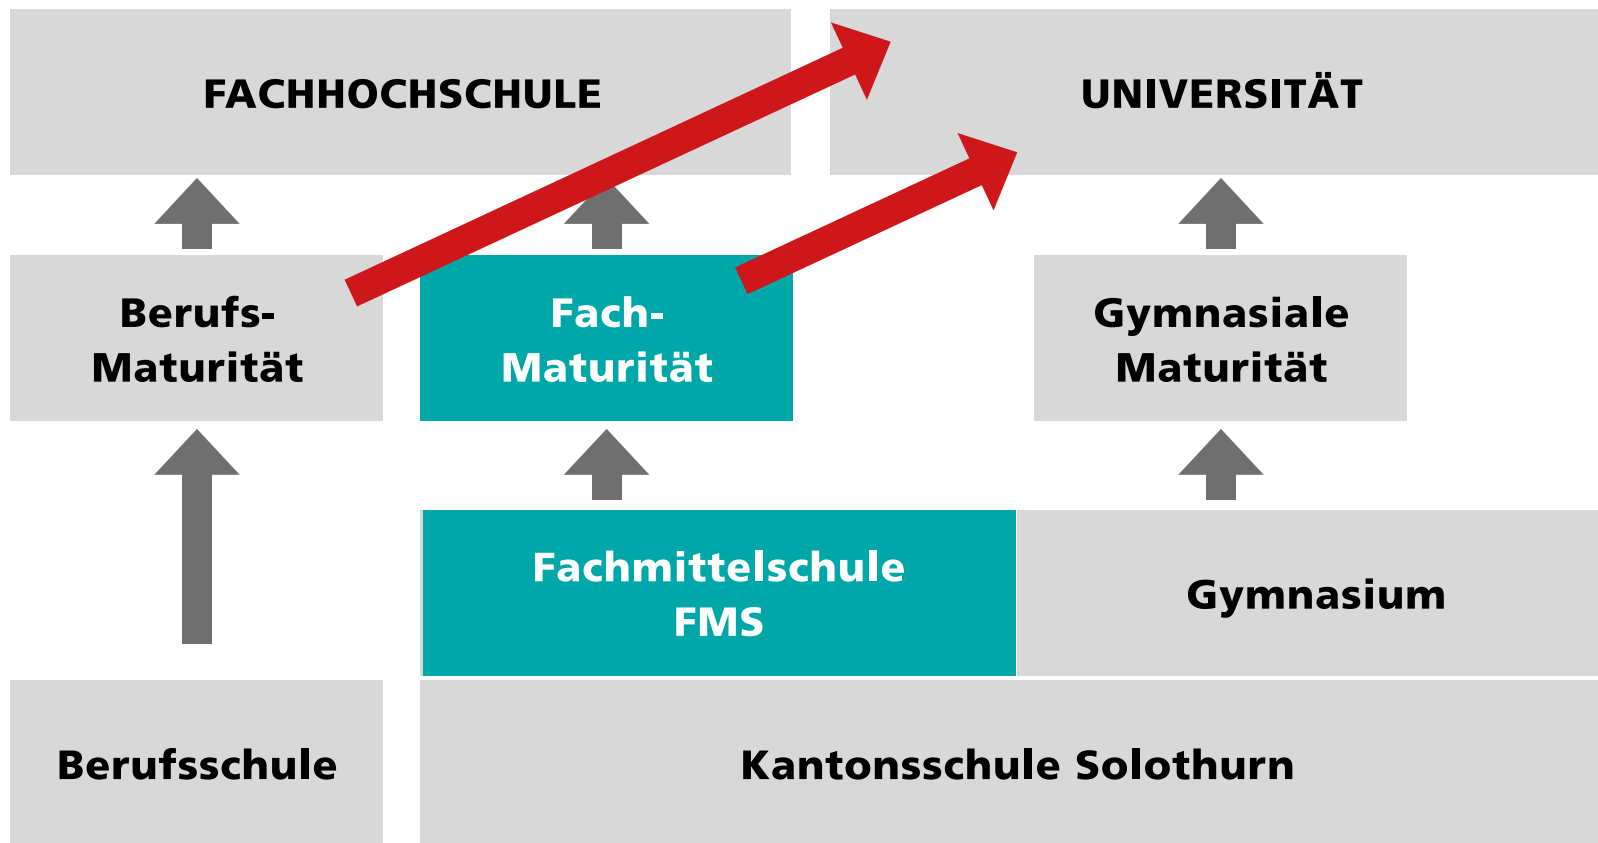 FACHHOCHSCHULE
UNIVERSITÄT
Berufs-
Maturität
Fach-
Maturität
Gymnasiale
Maturität
Fachmittelschule
FMS
Gymnasium
Berufsschule
Kantonsschule Solothurn